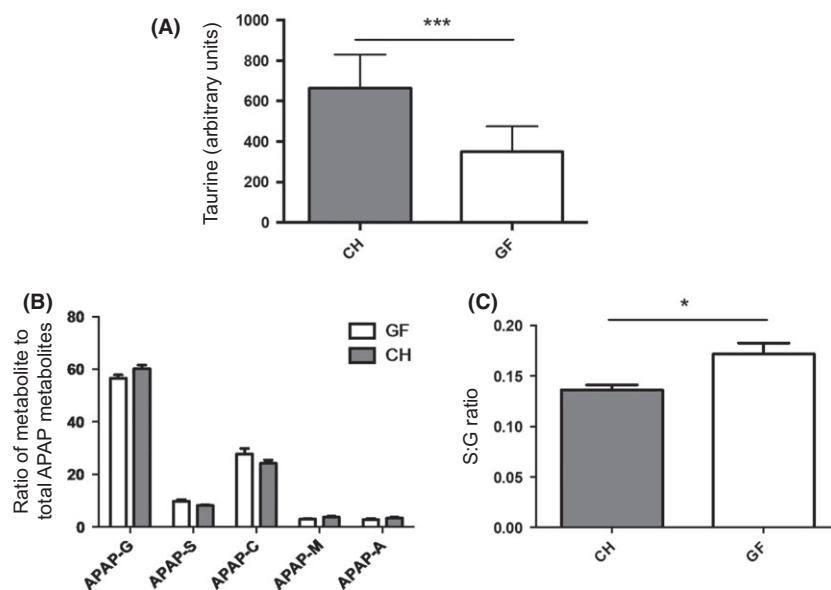 (A)
***
Taurine (arbitrary units)
1000
800
600
400
200
0
CH
GF
(B)
Ratio of metabolite to
total APAP metabolites
80
60
40
20
0
GF
CH
APAP-G
APAP-S
APAP-C
APAP-M
APAP-A
(C)
*
S:G ratio
0.20
0.15
0.10
0.05
0.00
CH
GF